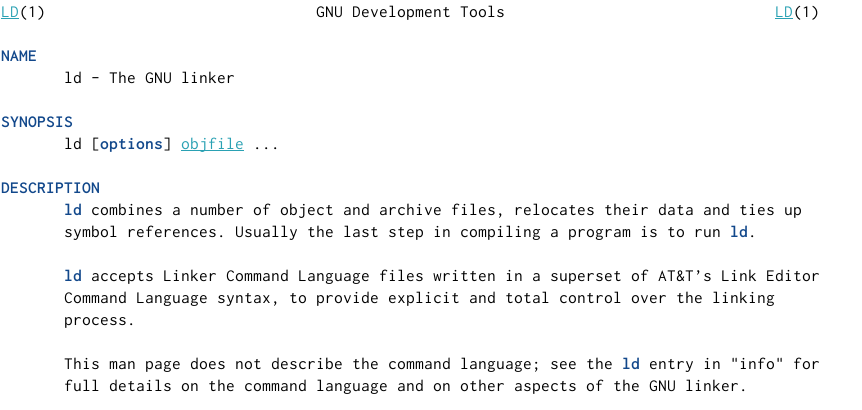 LD(1) GNU Development Tools LD(1)
NAME
ld - The GNU linker
SYNOPSIS
ld [options] objfile ...
DESCRIPTION
ld combines a number of object and archive files, relocates their data and ties up
symbol references. Usually the last step in compiling a program is to run ld.
ld accepts Linker Command Language files written in a superset of AT&T's Link Editor
Command Language syntax, to provide explicit and total control over the linking
process.
This man page does not describe the command language; see the ld entry in "info" for
full details on the command language and on other aspects of the GNU linker.